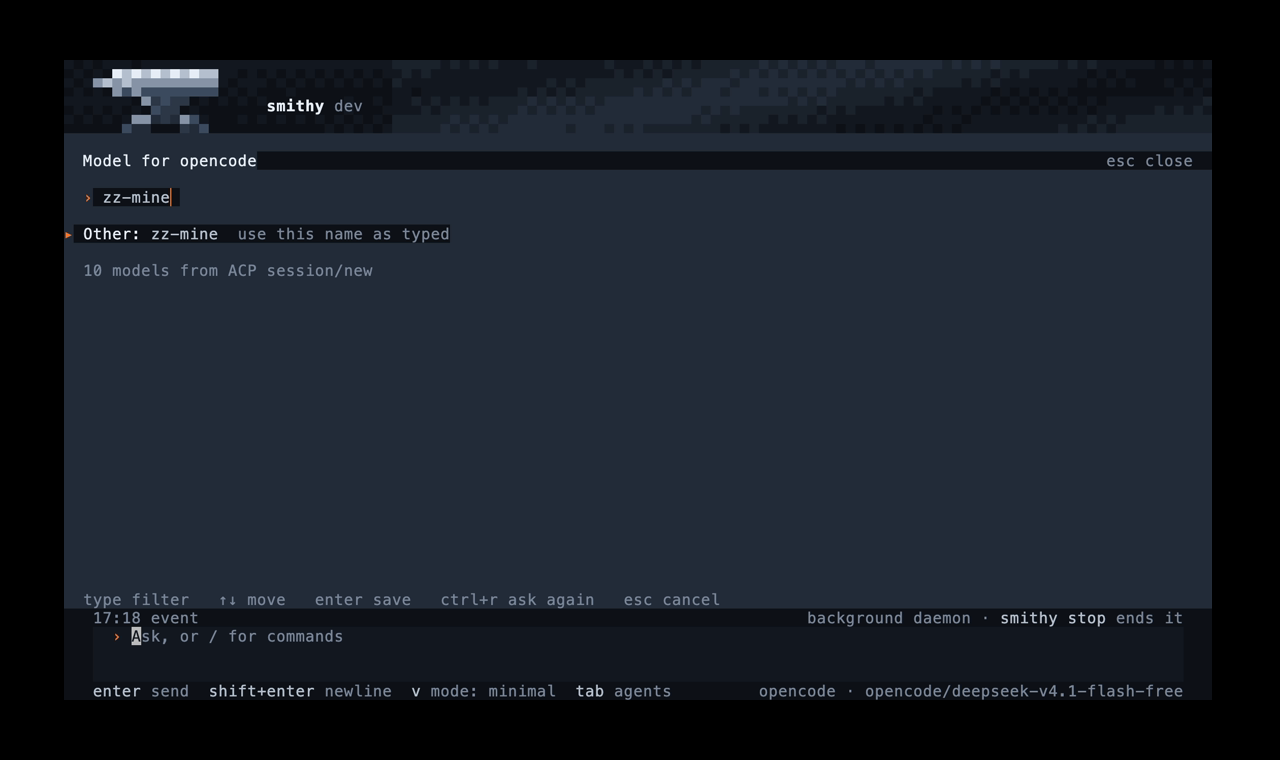 smithy dev
Model for opencode esc close
› zz-mine
▸ Other: zz-mine use this name as typed
10 models from ACP session/new
type filter ↑↓ move enter save ctrl+r ask again esc cancel
17:18 event background daemon · smithy stop ends it
› Ask, or / for commands
enter send shift+enter newline v mode: minimal tab agents opencode · opencode/deepseek-v4.1-flash-free